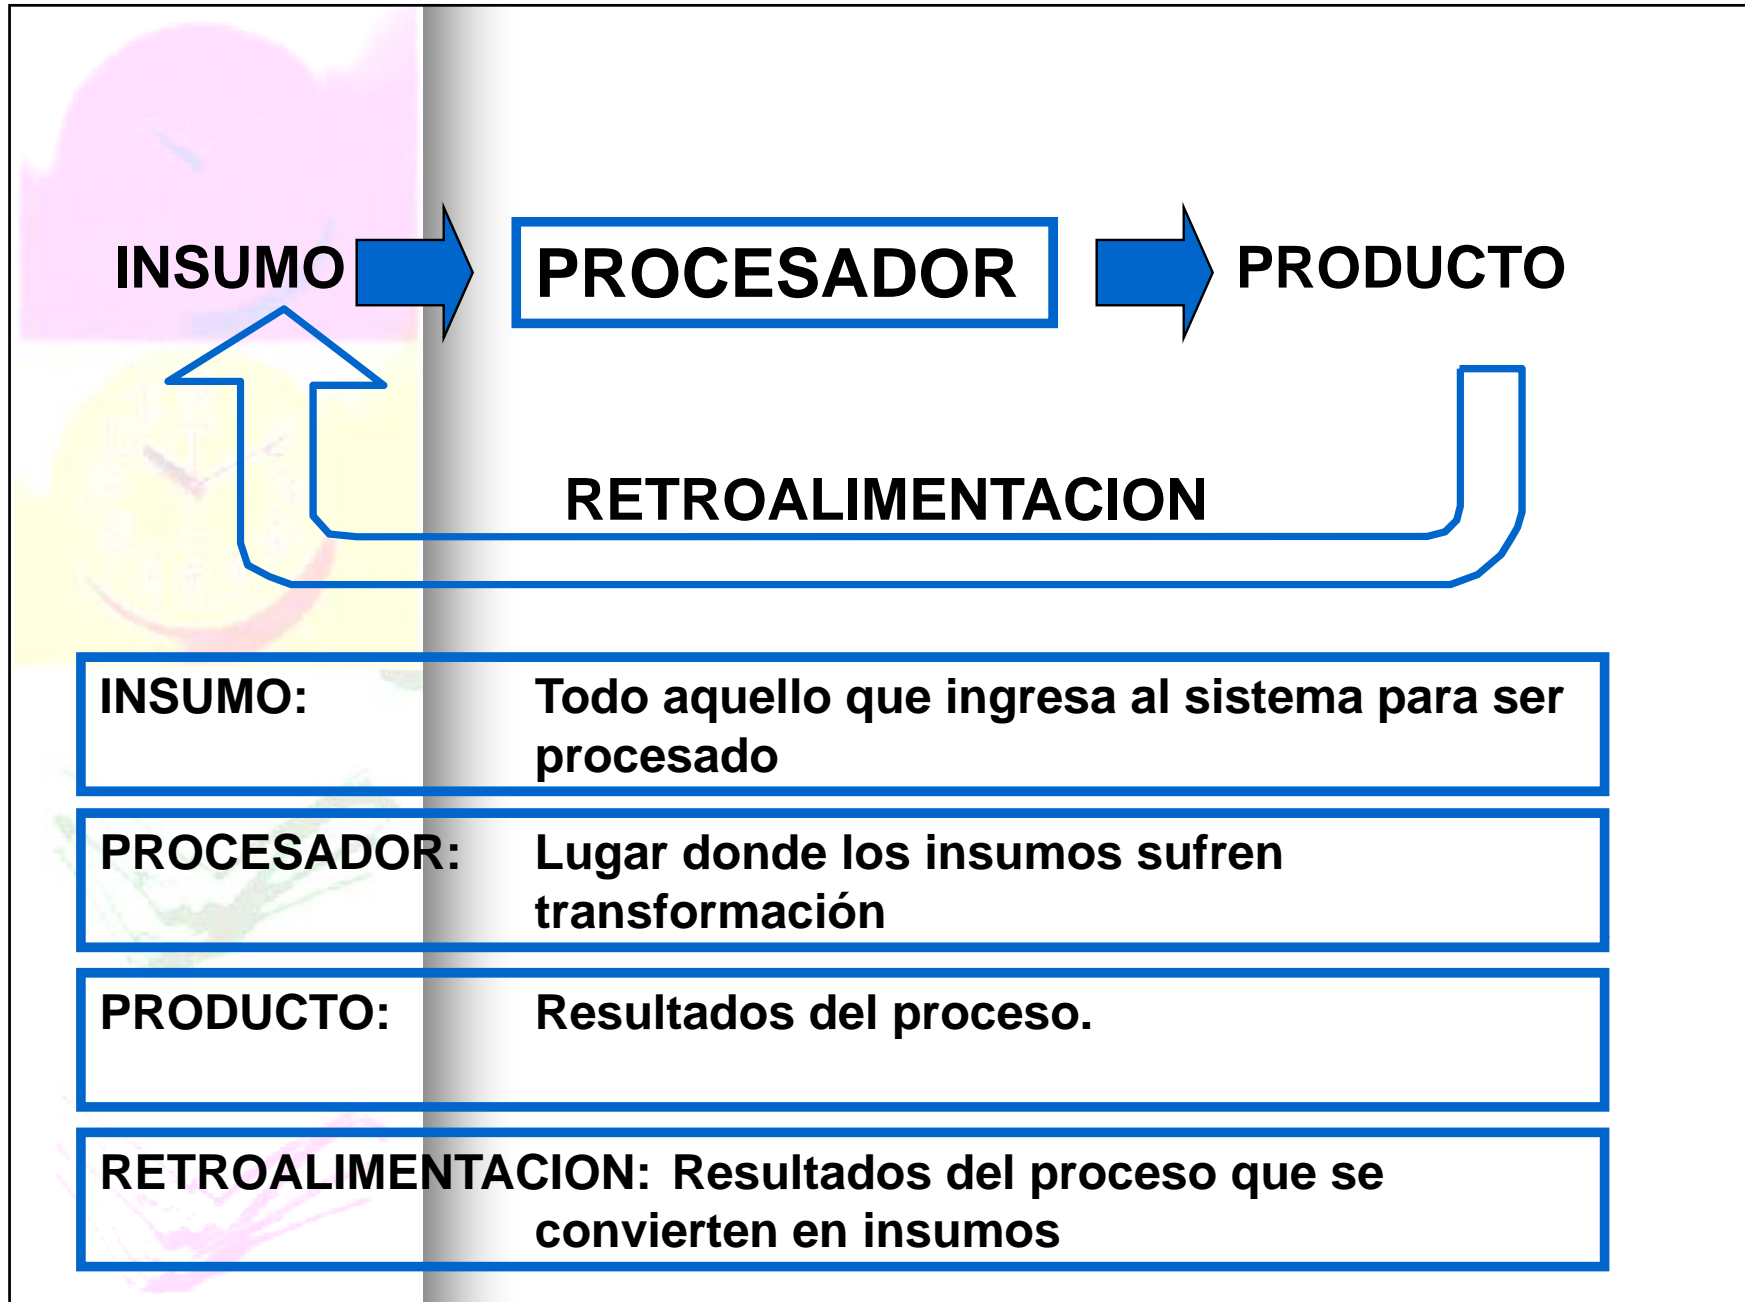 INSUMO PROCESADOR PRODUCTO
RETROALIMENTACION
INSUMO: Todo aquello que ingresa al sistema para ser
procesado
PROCESADOR: Lugar donde los insumos sufren
transformación
PRODUCTO: Resultados del proceso.
RETROALIMENTACION: Resultados del proceso que se
convierten en insumos